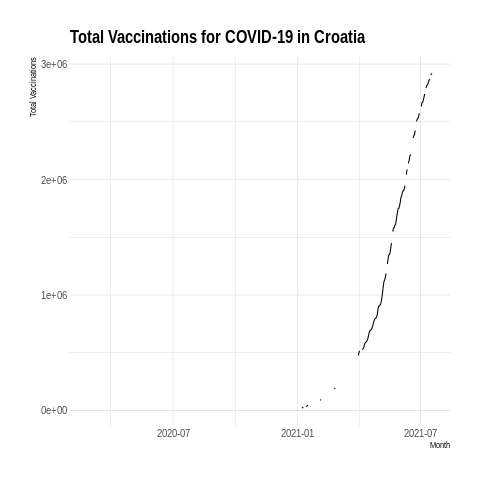 Total Vaccinations for COVID-19 in Croatia
Total Vaccinations
3e+06
2e+06
1e+06
0e+00
2020-07
2021-01
2021-07
Month